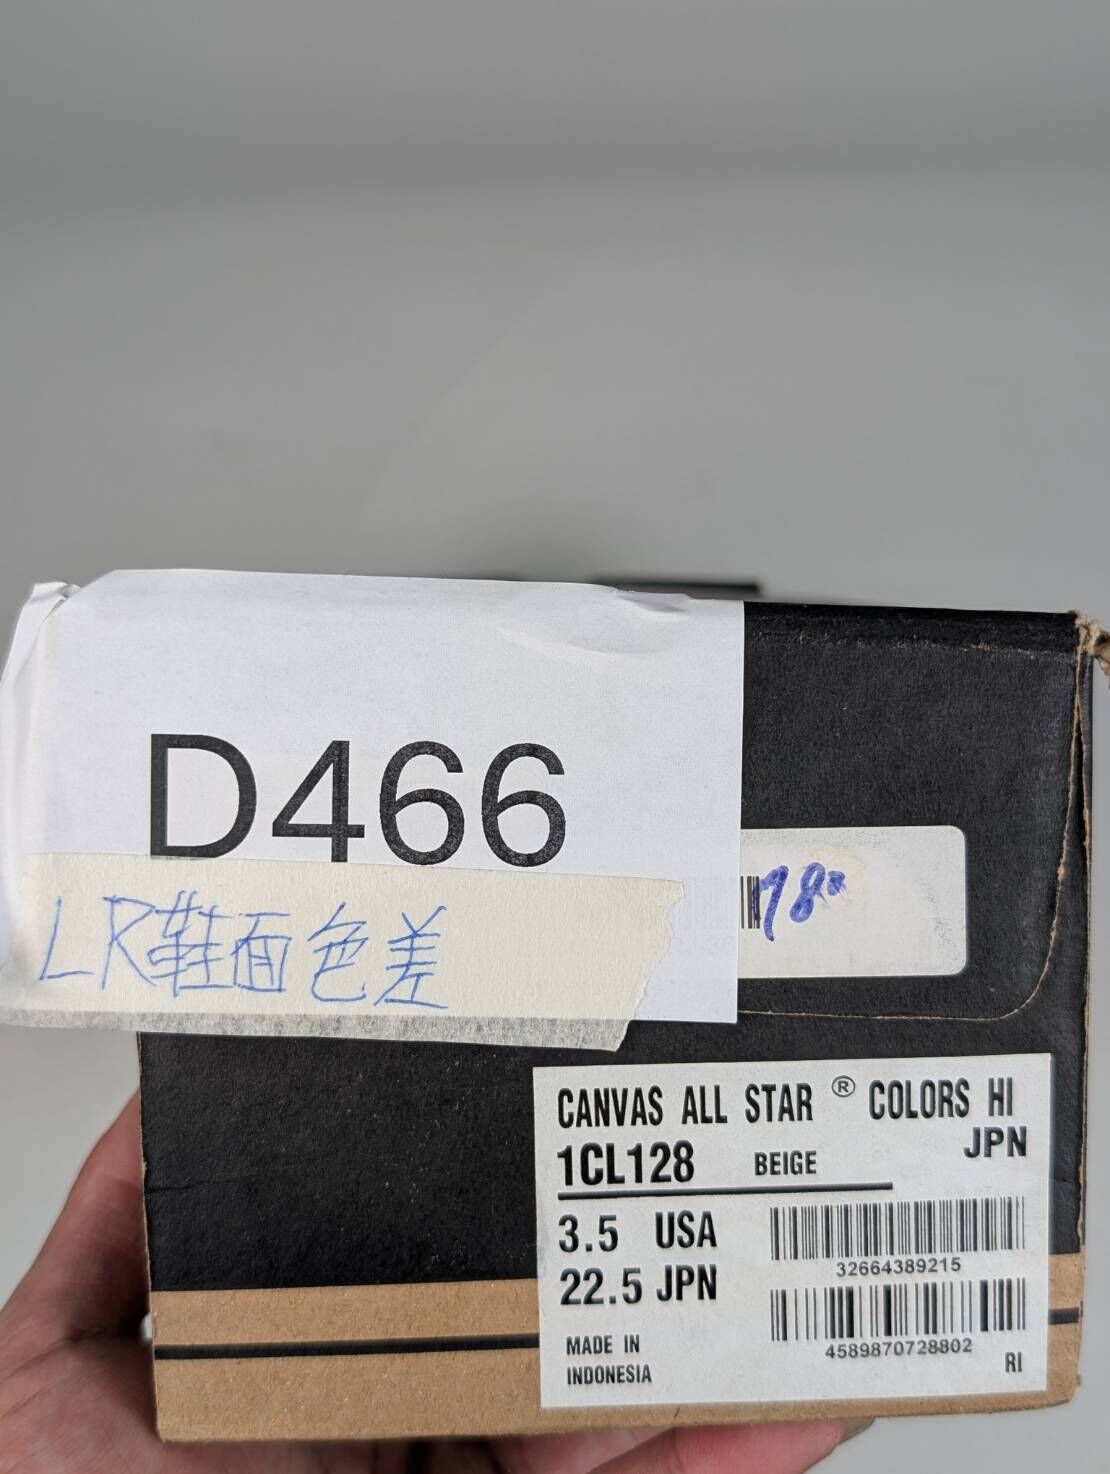 D466
LR鞋面色差
CANVAS ALL STAR ® COLORS HI
JPN
1CL128 BEIGE
3.5 USA
22.5 JPN
32664389215
4589870728802
MADE IN
INDONESIA
RI